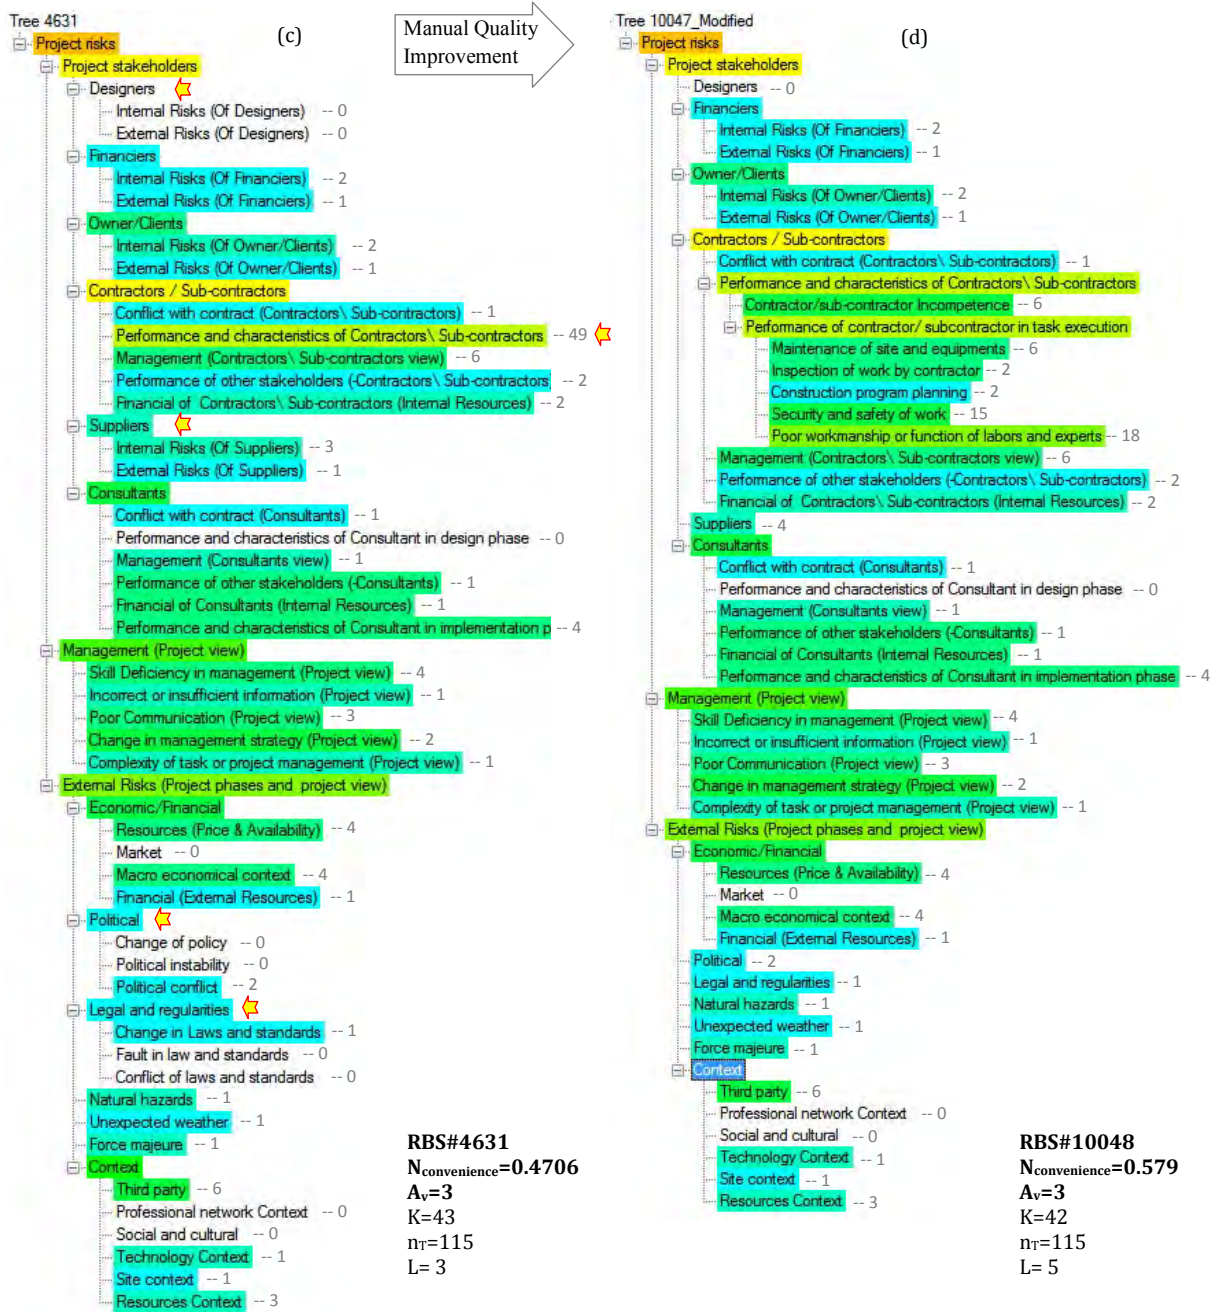 Tree 4631
(c)
Project risks
Project stakeholders
Designers
Internal Risks (Of Designers) -- 0
External Risks (Of Designers) -- 0
Financiers
Internal Risks (Of Financiers) -- 2
External Risks (Of Financiers) -- 1
Owner/Clients
Internal Risks (Of Owner/Clients) -- 2
External Risks (Of Owner/Clients) -- 1
Contractors / Sub-contractors
Conflict with contract (Contractors\ Sub-contractors) -- 1
Performance and characteristics of Contractors\ Sub-contractors -- 49
Management (Contractors\ Sub-contractors view) -- 6
Performance of other stakeholders (-Contractors\ Sub-contractors) -- 2
Financial of Contractors\ Sub-contractors (Internal Resources) -- 2
Suppliers
Internal Risks (Of Suppliers) -- 3
External Risks (Of Suppliers) -- 1
Consultants
Conflict with contract (Consultants) -- 1
Performance and characteristics of Consultant in design phase -- 0
Management (Consultants view) -- 1
Performance of other stakeholders (-Consultants) -- 1
Financial of Consultants (Internal Resources) -- 1
Performance and characteristics of Consultant in implementation p -- 4
Management (Project view)
Skill Deficiency in management (Project view) -- 4
Incorrect or insufficient information (Project view) -- 1
Poor Communication (Project view) -- 3
Change in management strategy (Project view) -- 2
Complexity of task or project management (Project view) -- 1
External Risks (Project phases and project view)
Economic/Financial
Resources (Price & Availability) -- 4
Market -- 0
Macro economical context -- 4
Financial (External Resources) -- 1
Political
Change of policy -- 0
Political instability -- 0
Political conflict -- 2
Legal and regularities
Change in Laws and standards -- 1
Fault in law and standards -- 0
Conflict of laws and standards -- 0
Natural hazards -- 1
Unexpected weather -- 1
Force majeure -- 1
Context
Third party -- 6
Professional network Context -- 0
Social and cultural -- 0
Technology Context -- 1
Site context -- 1
Resources Context -- 3
RBS#4631
Nconvenience=0.4706
Av=3
K=43
nT=115
L= 3
Manual Quality
Improvement
Tree 10047_Modified
(d)
Project risks
Project stakeholders
Designers -- 0
Financiers
Internal Risks (Of Financiers) -- 2
External Risks (Of Financiers) -- 1
Owner/Clients
Internal Risks (Of Owner/Clients) -- 2
External Risks (Of Owner/Clients) -- 1
Contractors / Sub-contractors
Conflict with contract (Contractors\ Sub-contractors) -- 1
Performance and characteristics of Contractors\ Sub-contractors
Contractor/sub-contractor Incompetence -- 6
Performance of contractor/ subcontractor in task execution
Maintenance of site and equipments -- 6
Inspection of work by contractor -- 2
Construction program planning -- 2
Security and safety of work -- 15
Poor workmanship or function of labors and experts -- 18
Management (Contractors\ Sub-contractors view) -- 6
Performance of other stakeholders (-Contractors\ Sub-contractors) -- 2
Financial of Contractors\ Sub-contractors (Internal Resources) -- 2
Suppliers -- 4
Consultants
Conflict with contract (Consultants) -- 1
Performance and characteristics of Consultant in design phase -- 0
Management (Consultants view) -- 1
Performance of other stakeholders (-Consultants) -- 1
Financial of Consultants (Internal Resources) -- 1
Performance and characteristics of Consultant in implementation phase -- 4
Management (Project view)
Skill Deficiency in management (Project view) -- 4
Incorrect or insufficient information (Project view) -- 1
Poor Communication (Project view) -- 3
Change in management strategy (Project view) -- 2
Complexity of task or project management (Project view) -- 1
External Risks (Project phases and project view)
Economic/Financial
Resources (Price & Availability) -- 4
Market -- 0
Macro economical context -- 4
Financial (External Resources) -- 1
Political -- 2
Legal and regularities -- 1
Natural hazards -- 1
Unexpected weather -- 1
Force majeure -- 1
Context
Third party -- 6
Professional network Context -- 0
Social and cultural -- 0
Technology Context -- 1
Site context -- 1
Resources Context -- 3
RBS#10048
Nconvenience=0.579
Av=3
K=42
nT=115
L= 5